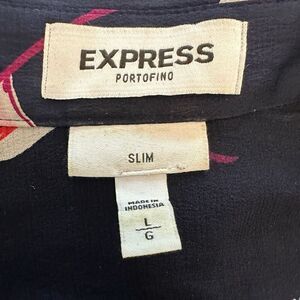 EXPRESS
PORTOFINO
SLIM
MADE IN
INDONESIA
L
G